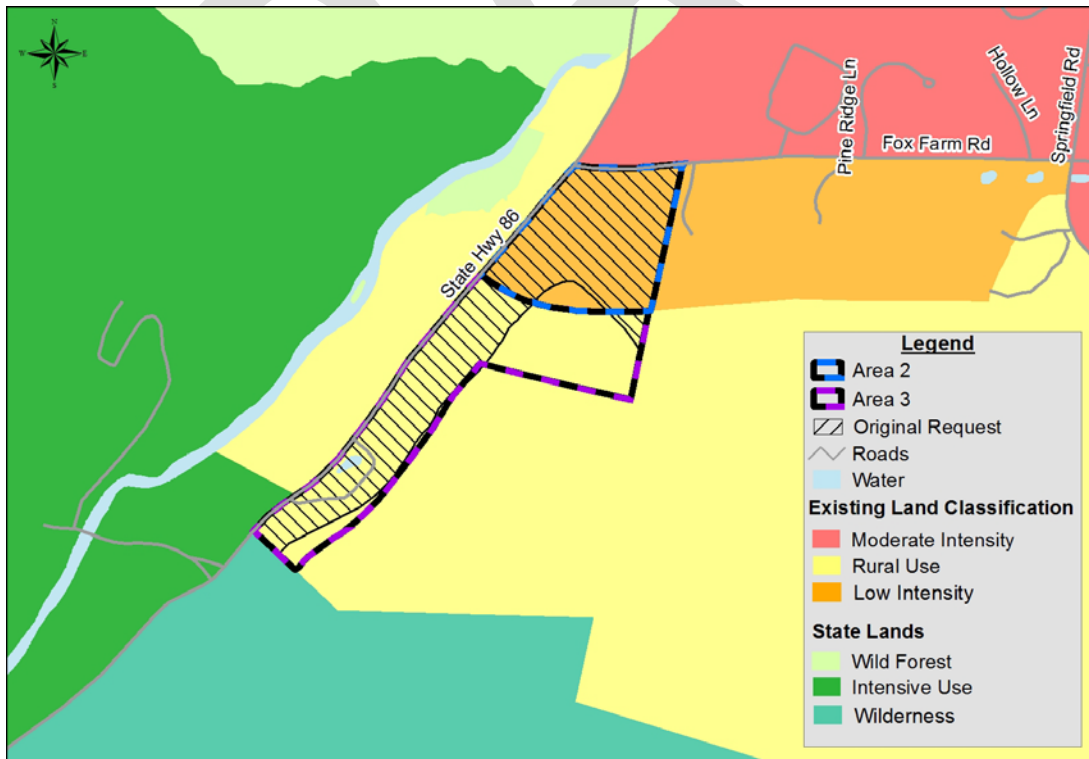 N
W E
S
Pine Ridge Ln
Hollow Ln
Springfield Rd
Fox Farm Rd
State Hwy 86
Legend
Area 2
Area 3
Original Request
Roads
Water
Existing Land Classification
Moderate Intensity
Rural Use
Low Intensity
State Lands
Wild Forest
Intensive Use
Wilderness